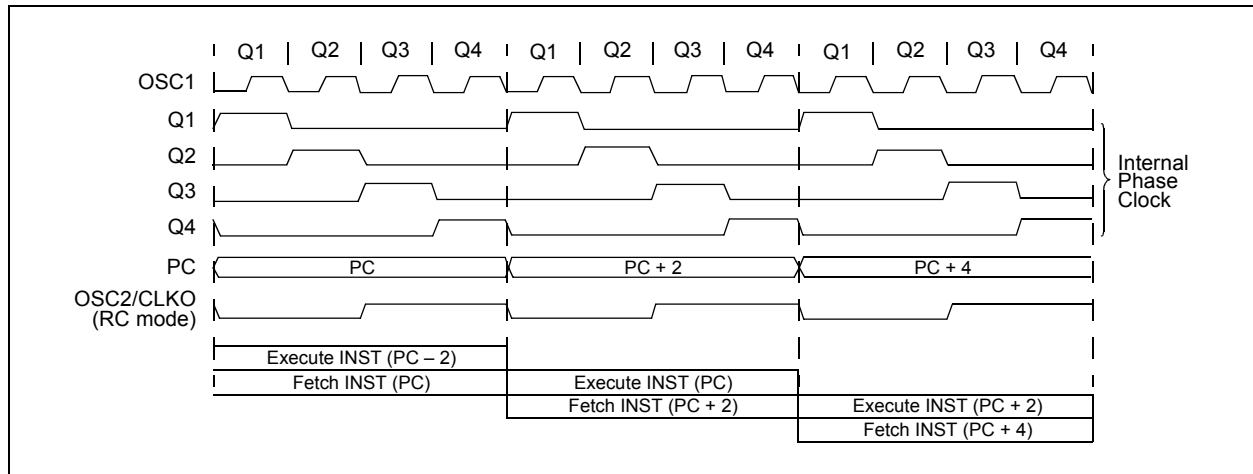 Q1 Q2 Q3 Q4 Q1 Q2 Q3 Q4 Q1 Q2 Q3 Q4
OSC1
Q1
Q2
Q3
Q4
Internal
Phase
Clock
PC PC PC + 2 PC + 4
OSC2/CLKO
(RC mode)
Execute INST (PC – 2)
Fetch INST (PC) Execute INST (PC)
Fetch INST (PC + 2) Execute INST (PC + 2)
Fetch INST (PC + 4)